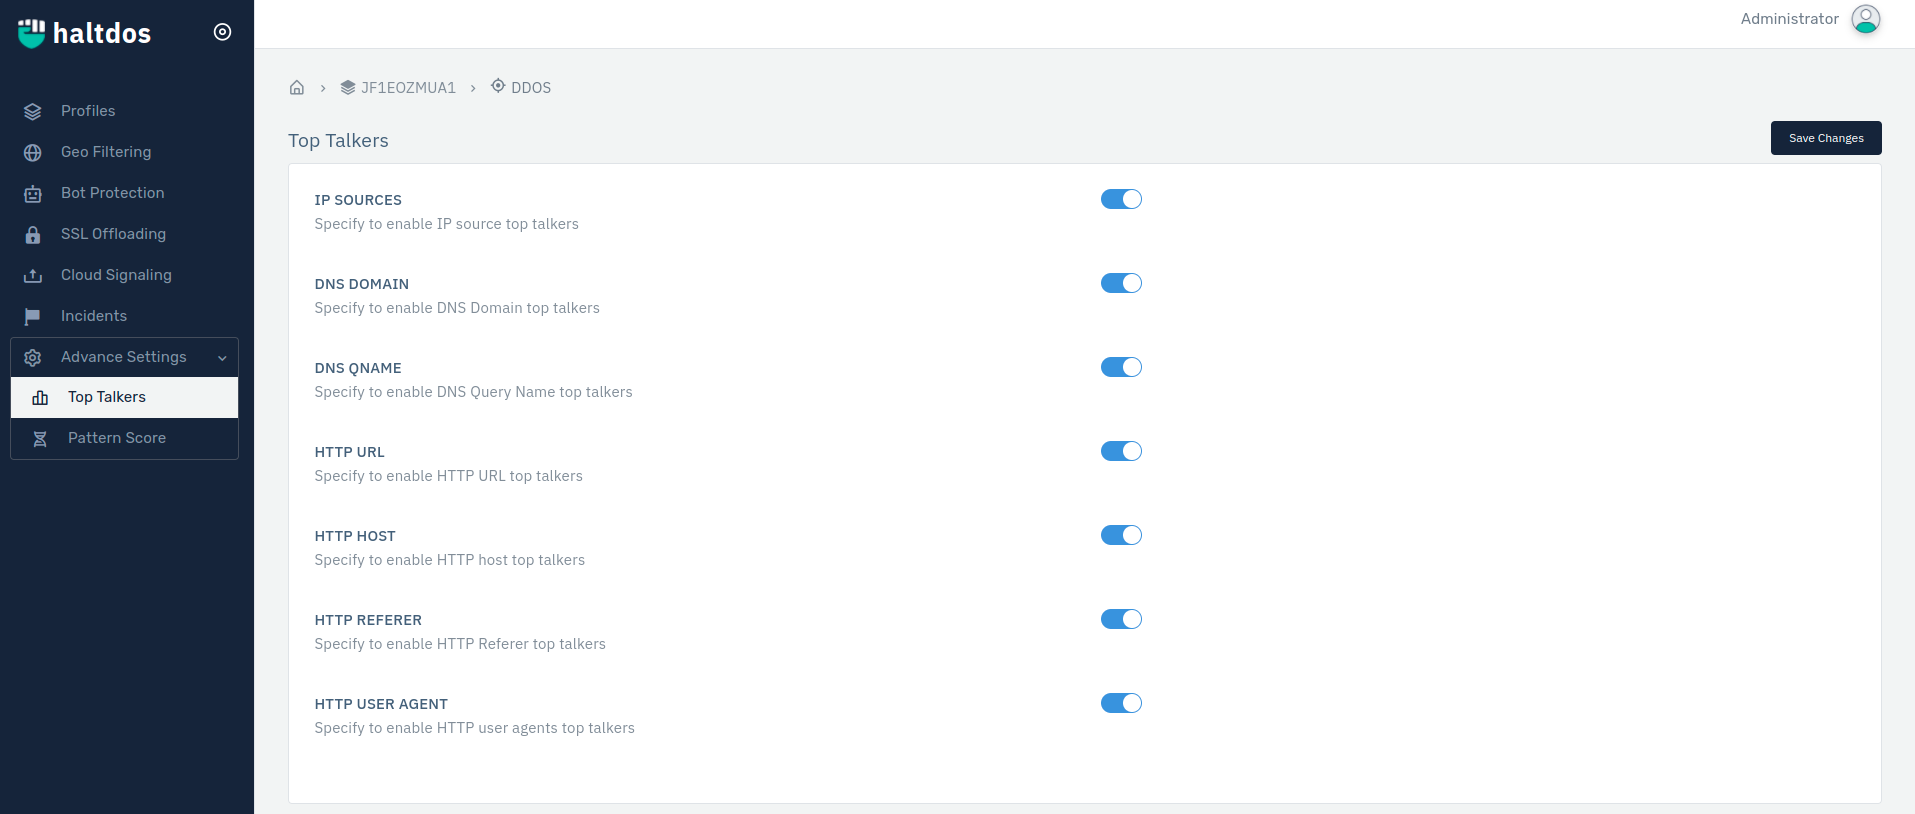 haltdos
Administrator
Profiles
Geo Filtering
Bot Protection
SSL Offloading
Cloud Signaling
Incidents
Advance Settings
Top Talkers
Pattern Score
JF1EOZMUA1
DDOS
Top Talkers
Save Changes
IP SOURCES
Specify to enable IP source top talkers
DNS DOMAIN
Specify to enable DNS Domain top talkers
DNS QNAME
Specify to enable DNS Query Name top talkers
HTTP URL
Specify to enable HTTP URL top talkers
HTTP HOST
Specify to enable HTTP host top talkers
HTTP REFERER
Specify to enable HTTP Referer top talkers
HTTP USER AGENT
Specify to enable HTTP user agents top talkers